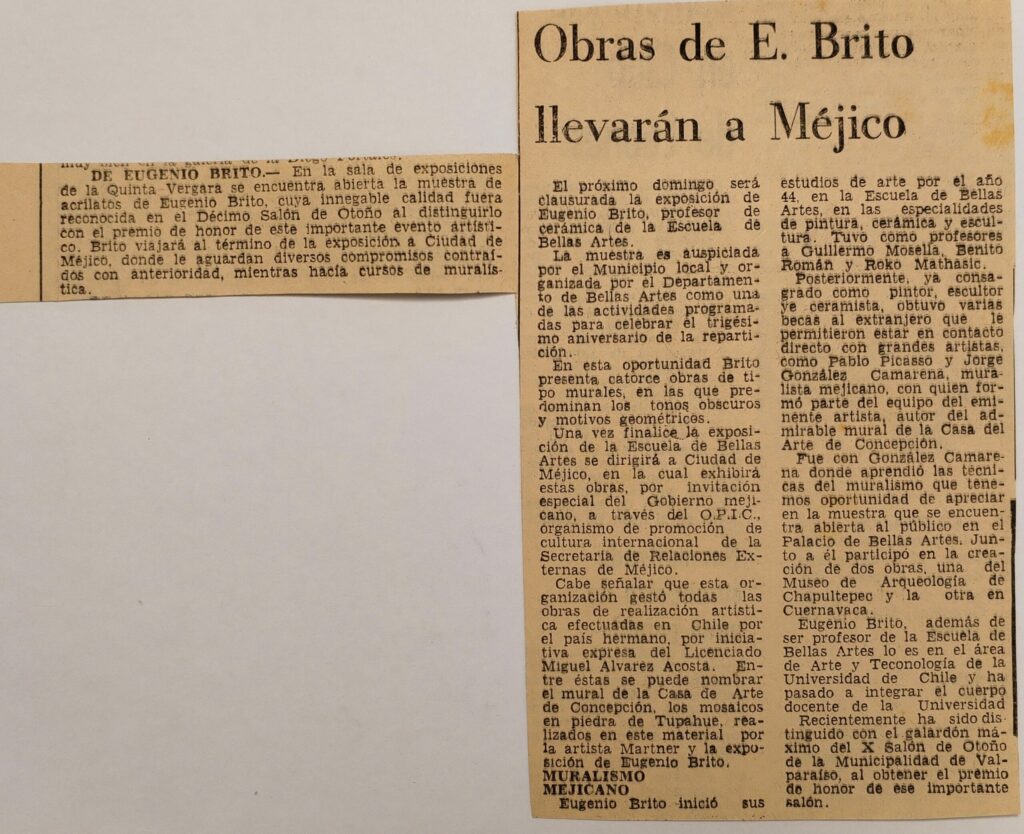 muy bien en la galería de la Diego Portales.
DE EUGENIO BRITO.— En la sala de exposiciones
de la Quinta Vergara se encuentra abierta la muestra de
acrilatos de Eugenio Brito, cuya innegable calidad fuera
reconocida en el Décimo Salón de Otoño al distinguirlo
con el premio de honor de este importante evento artísti-
co. Brito viajará al término de la exposición a Ciudad de
Méjico, donde le aguardan diversos compromisos contraí-
dos con anterioridad, mientras hacía cursos de muralís-
tica.
Obras de E. Brito
llevarán a Méjico
El próximo domingo será
clausurada la exposición de
Eugenio Brito, profesor de
cerámica de la Escuela de
Bellas Artes.
La muestra es auspiciada
por el Municipio local y or-
ganizada por el Departamen-
to de Bellas Artes como una
de las actividades programa-
das para celebrar el trigési-
mo aniversario de la reparti-
ción.
En esta oportunidad Brito
presenta catorce obras de ti-
po murales, en las que pre-
dominan los tonos obscuros
y motivos geométricos.
Una vez finalice la exposi-
ción de la Escuela de Bellas
Artes se dirigirá a Ciudad de
Méjico, en la cual exhibirá
estas obras, por invitación
especial del Gobierno meji-
cano, a través del O.P.I.C.,
organismo de promoción de
cultura internacional de la
Secretaría de Relaciones Ex-
ternas de Méjico.
Cabe señalar que esta or-
ganización gestó todas las
obras de realización artísti-
ca efectuadas en Chile por
el país hermano, por inicia-
tiva expresa del Licenciado
Miguel Alvarez Acosta. En-
tre éstas se puede nombrar
el mural de la Casa de Arte
de Concepción, los mosaicos
en piedra de Tupahue, rea-
lizados en este material por
la artista Martner y la expo-
sición de Eugenio Brito.
MURALISMO
MEJICANO
Eugenio Brito inició sus
estudios de arte por el año
44, en la Escuela de Bellas
Artes, en las especialidades
de pintura, cerámica y escul-
tura. Tuvo como profesores
a Guillermo Mosella, Benito
Román y Roko Mathasic.
Posteriormente, ya consa-
grado como pintor, escultor
ye ceramista, obtuvo varias
becas al extranjero que le
permitieron estar en contacto
directo con grandes artistas,
como Pablo Picasso y Jorge
González Camarena, mura-
lista mejicano, con quien for-
mó parte del equipo del emi-
nente artista, autor del ad-
mirable mural de la Casa del
Arte de Concepción.
Fue con González Camare-
na donde aprendió las técni-
cas del muralismo que tene-
mos oportunidad de apreciar
en la muestra que se encuen-
tra abierta al público en el
Palacio de Bellas Artes. Jun-
to a él participó en la crea-
ción de dos obras, una del
Museo de Arqueología de
Chapultepec y la otra en
Cuernavaca.
Eugenio Brito, además de
ser profesor de la Escuela de
Bellas Artes lo es en el área
de Arte y Teconología de la
Universidad de Chile y ha
pasado a integrar el cuerpo
docente de la Universidad
Recientemente ha sido dis-
tinguido con el galardón má-
ximo del X Salón de Otoño
de la Municipalidad de Val-
paraíso, al obtener el premio
de honor de ese importante
salón.